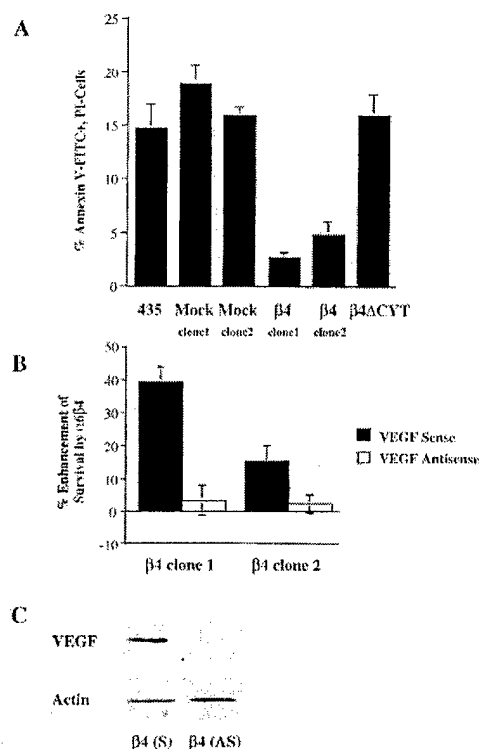 A
% Annexin V-FITC+, PI-Cells
25
20
15
10
5
0
435 Mock Mock β4 β4 β4ΔCYT
clone1 clone2 clone1 clone2
B
% Enhancement of
Survival by α6β4
50
40
30
20
10
0
-10
VEGF Sense
VEGF Antisense
β4 clone 1 β4 clone 2
C
VEGF
Actin
β4 (S) β4 (AS)